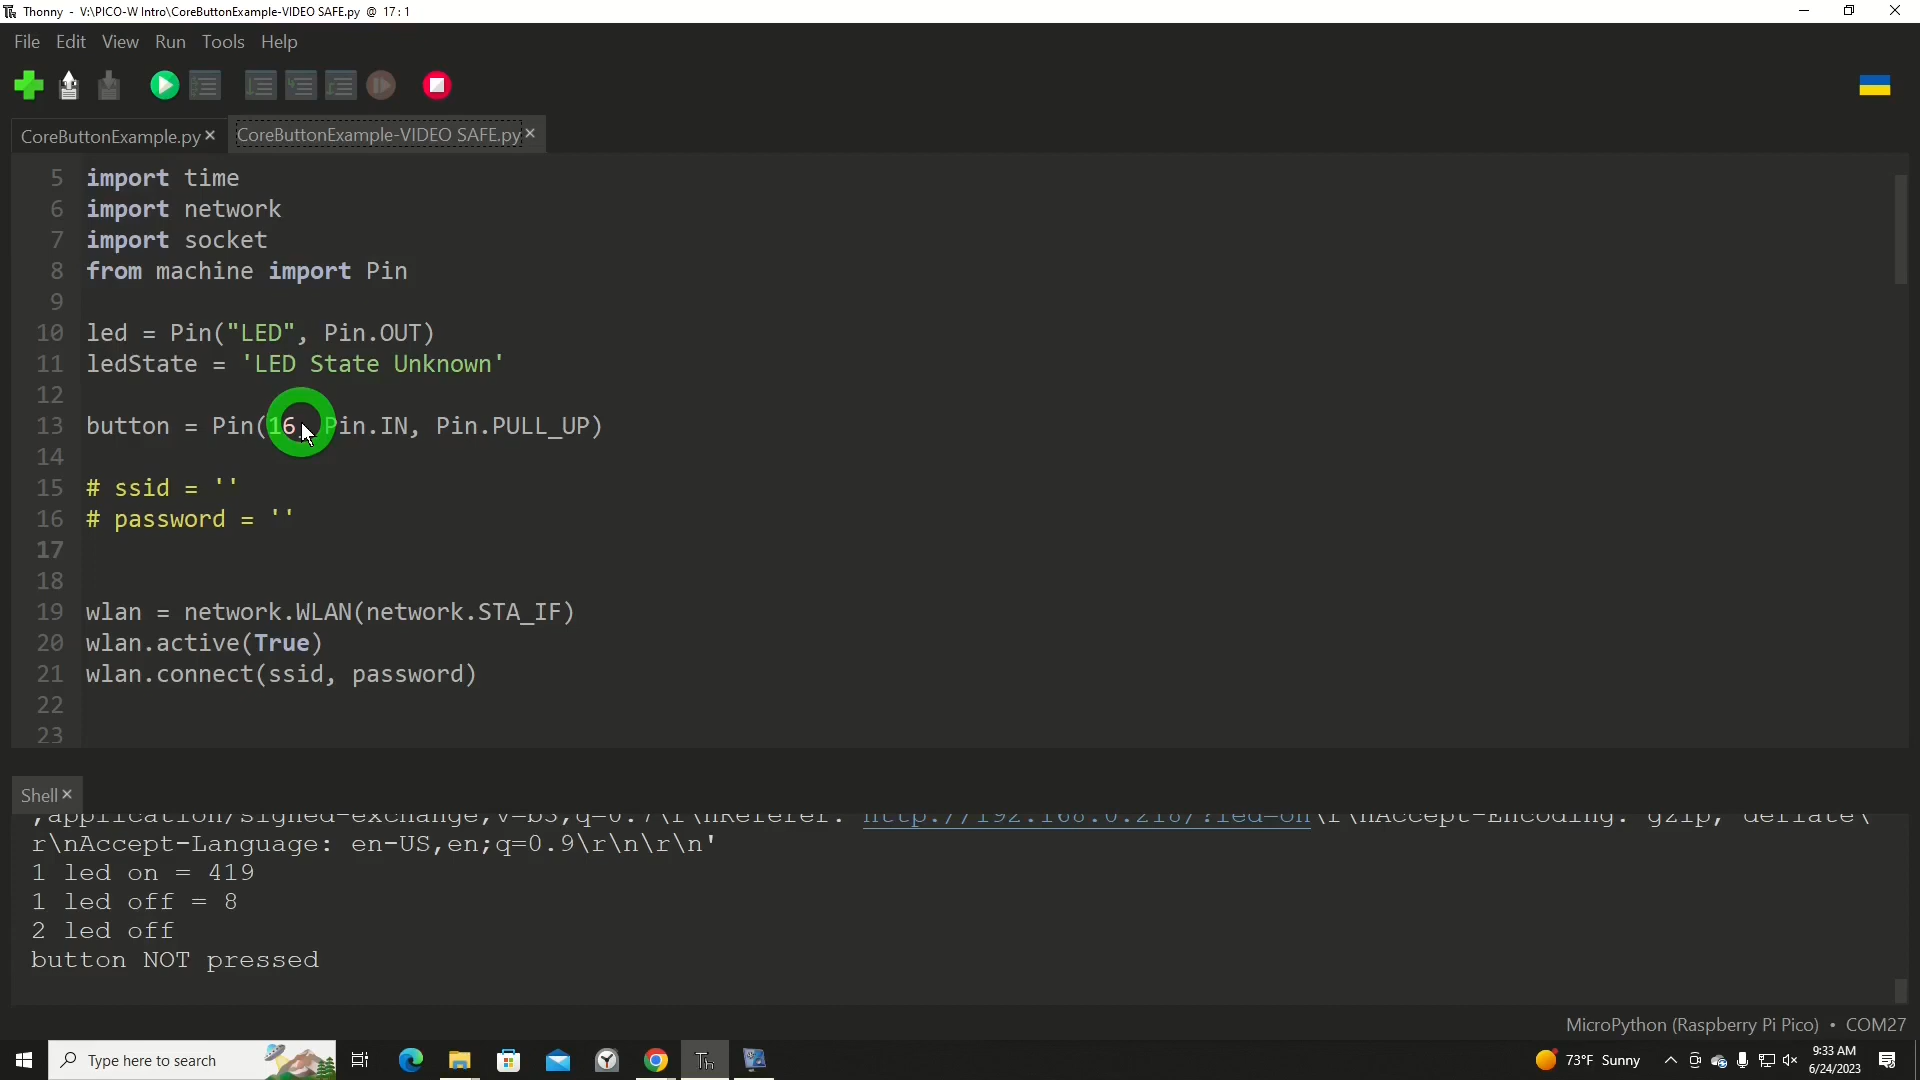 Thonny - V:\PICO-W Intro\CoreButtonExample-VIDEO SAFE.py @ 17:1
File Edit View Run Tools Help
CoreButtonExample.py × CoreButtonExample-VIDEO SAFE.py ×
5 import time
6 import network
7 import socket
8 from machine import Pin
9
10 led = Pin("LED", Pin.OUT)
11 ledState = 'LED State Unknown'
12
13 button = Pin(16, Pin.IN, Pin.PULL_UP)
14
15 # ssid = ''
16 # password = ''
17
18
19 wlan = network.WLAN(network.STA_IF)
20 wlan.active(True)
21 wlan.connect(ssid, password)
22
23
Shell ×
,application/signed-exchange;v=b3;q=0.7\r\nReferer: http://192.168.0.218/?led=on\r\nAccept-Encoding: gzip, deflate\
r\nAccept-Language: en-US,en;q=0.9\r\n\r\n'
1 led on = 419
1 led off = 8
2 led off
button NOT pressed
MicroPython (Raspberry Pi Pico) • COM27
Type here to search
73°F Sunny
9:33 AM
6/24/2023